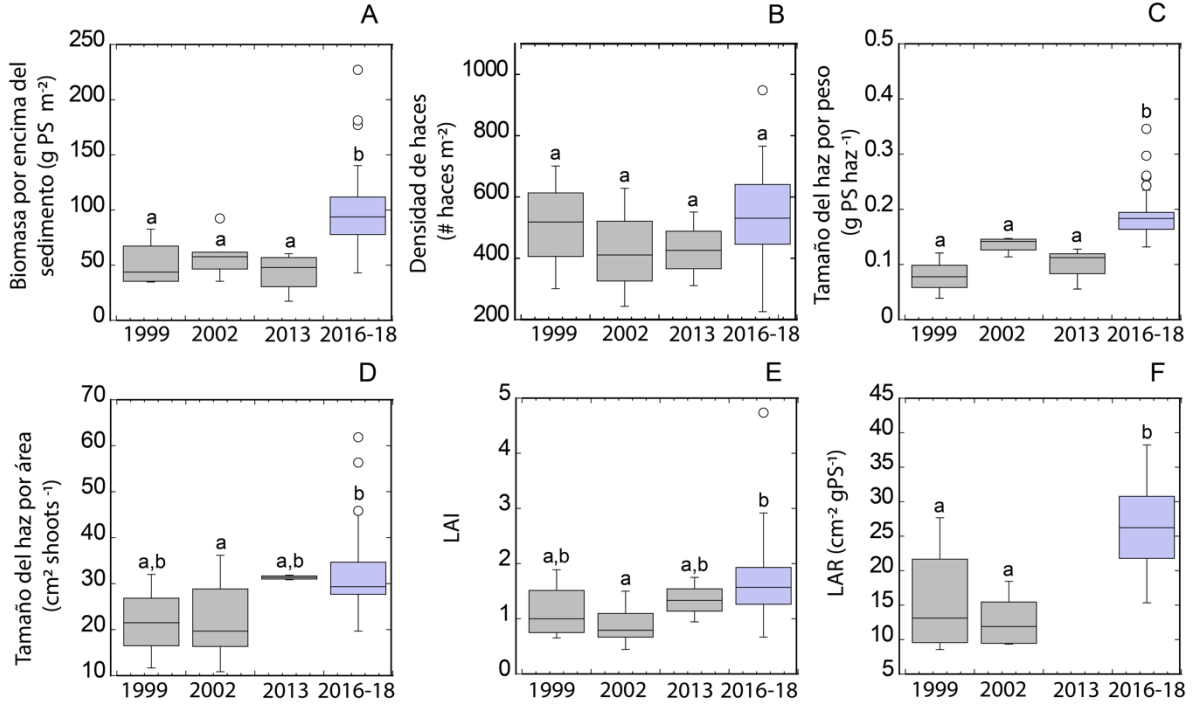 A
Biomasa por encima del
sedimento (g PS m⁻²)
250
200
150
100
50
0
a
a
a
b
1999 2002 2013 2016-18
B
Densidad de haces
(# haces m⁻²)
1000
800
600
400
200
a
a
a
a
1999 2002 2013 2016-18
C
Tamaño del haz por peso
(g PS haz ⁻¹)
0.5
0.4
0.3
0.2
0.1
0
a
a
a
b
1999 2002 2013 2016-18
D
Tamaño del haz por área
(cm² shoots ⁻¹)
70
60
50
40
30
20
10
a,b
a
a,b
b
1999 2002 2013 2016-18
E
LAI
5
4
3
2
1
0
a,b
a
a,b
b
1999 2002 2013 2016-18
F
LAR (cm⁻² gPS⁻¹)
45
40
35
30
25
20
15
10
5
a
a
b
1999 2002 2013 2016-18